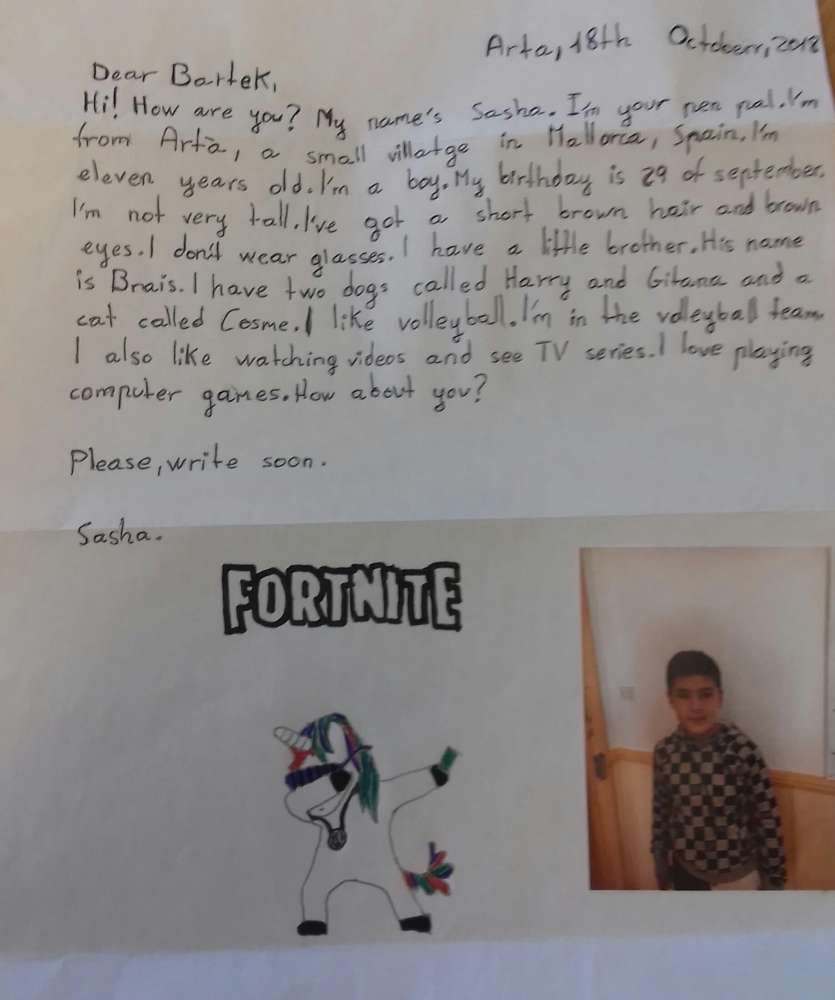 Arta, 18th October, 2018
Dear Bartek,
Hi! How are you? My name's Sasha. I'm your pen pal. I'm
from Artà, a small villatge in Mallorca, Spain. I'm
eleven years old. I'm a boy. My birthday is 29 of september.
I'm not very tall. I've got a short brown hair and brown
eyes. I don't wear glasses. I have a little brother. His name
is Brais. I have two dogs called Harry and Gitana and a
cat called Cosme. I like volleyball. I'm in the voleyball team.
I also like watching videos and see TV series. I love playing
computer games. How about you?
Please, write soon.
Sasha.
FORTNITE